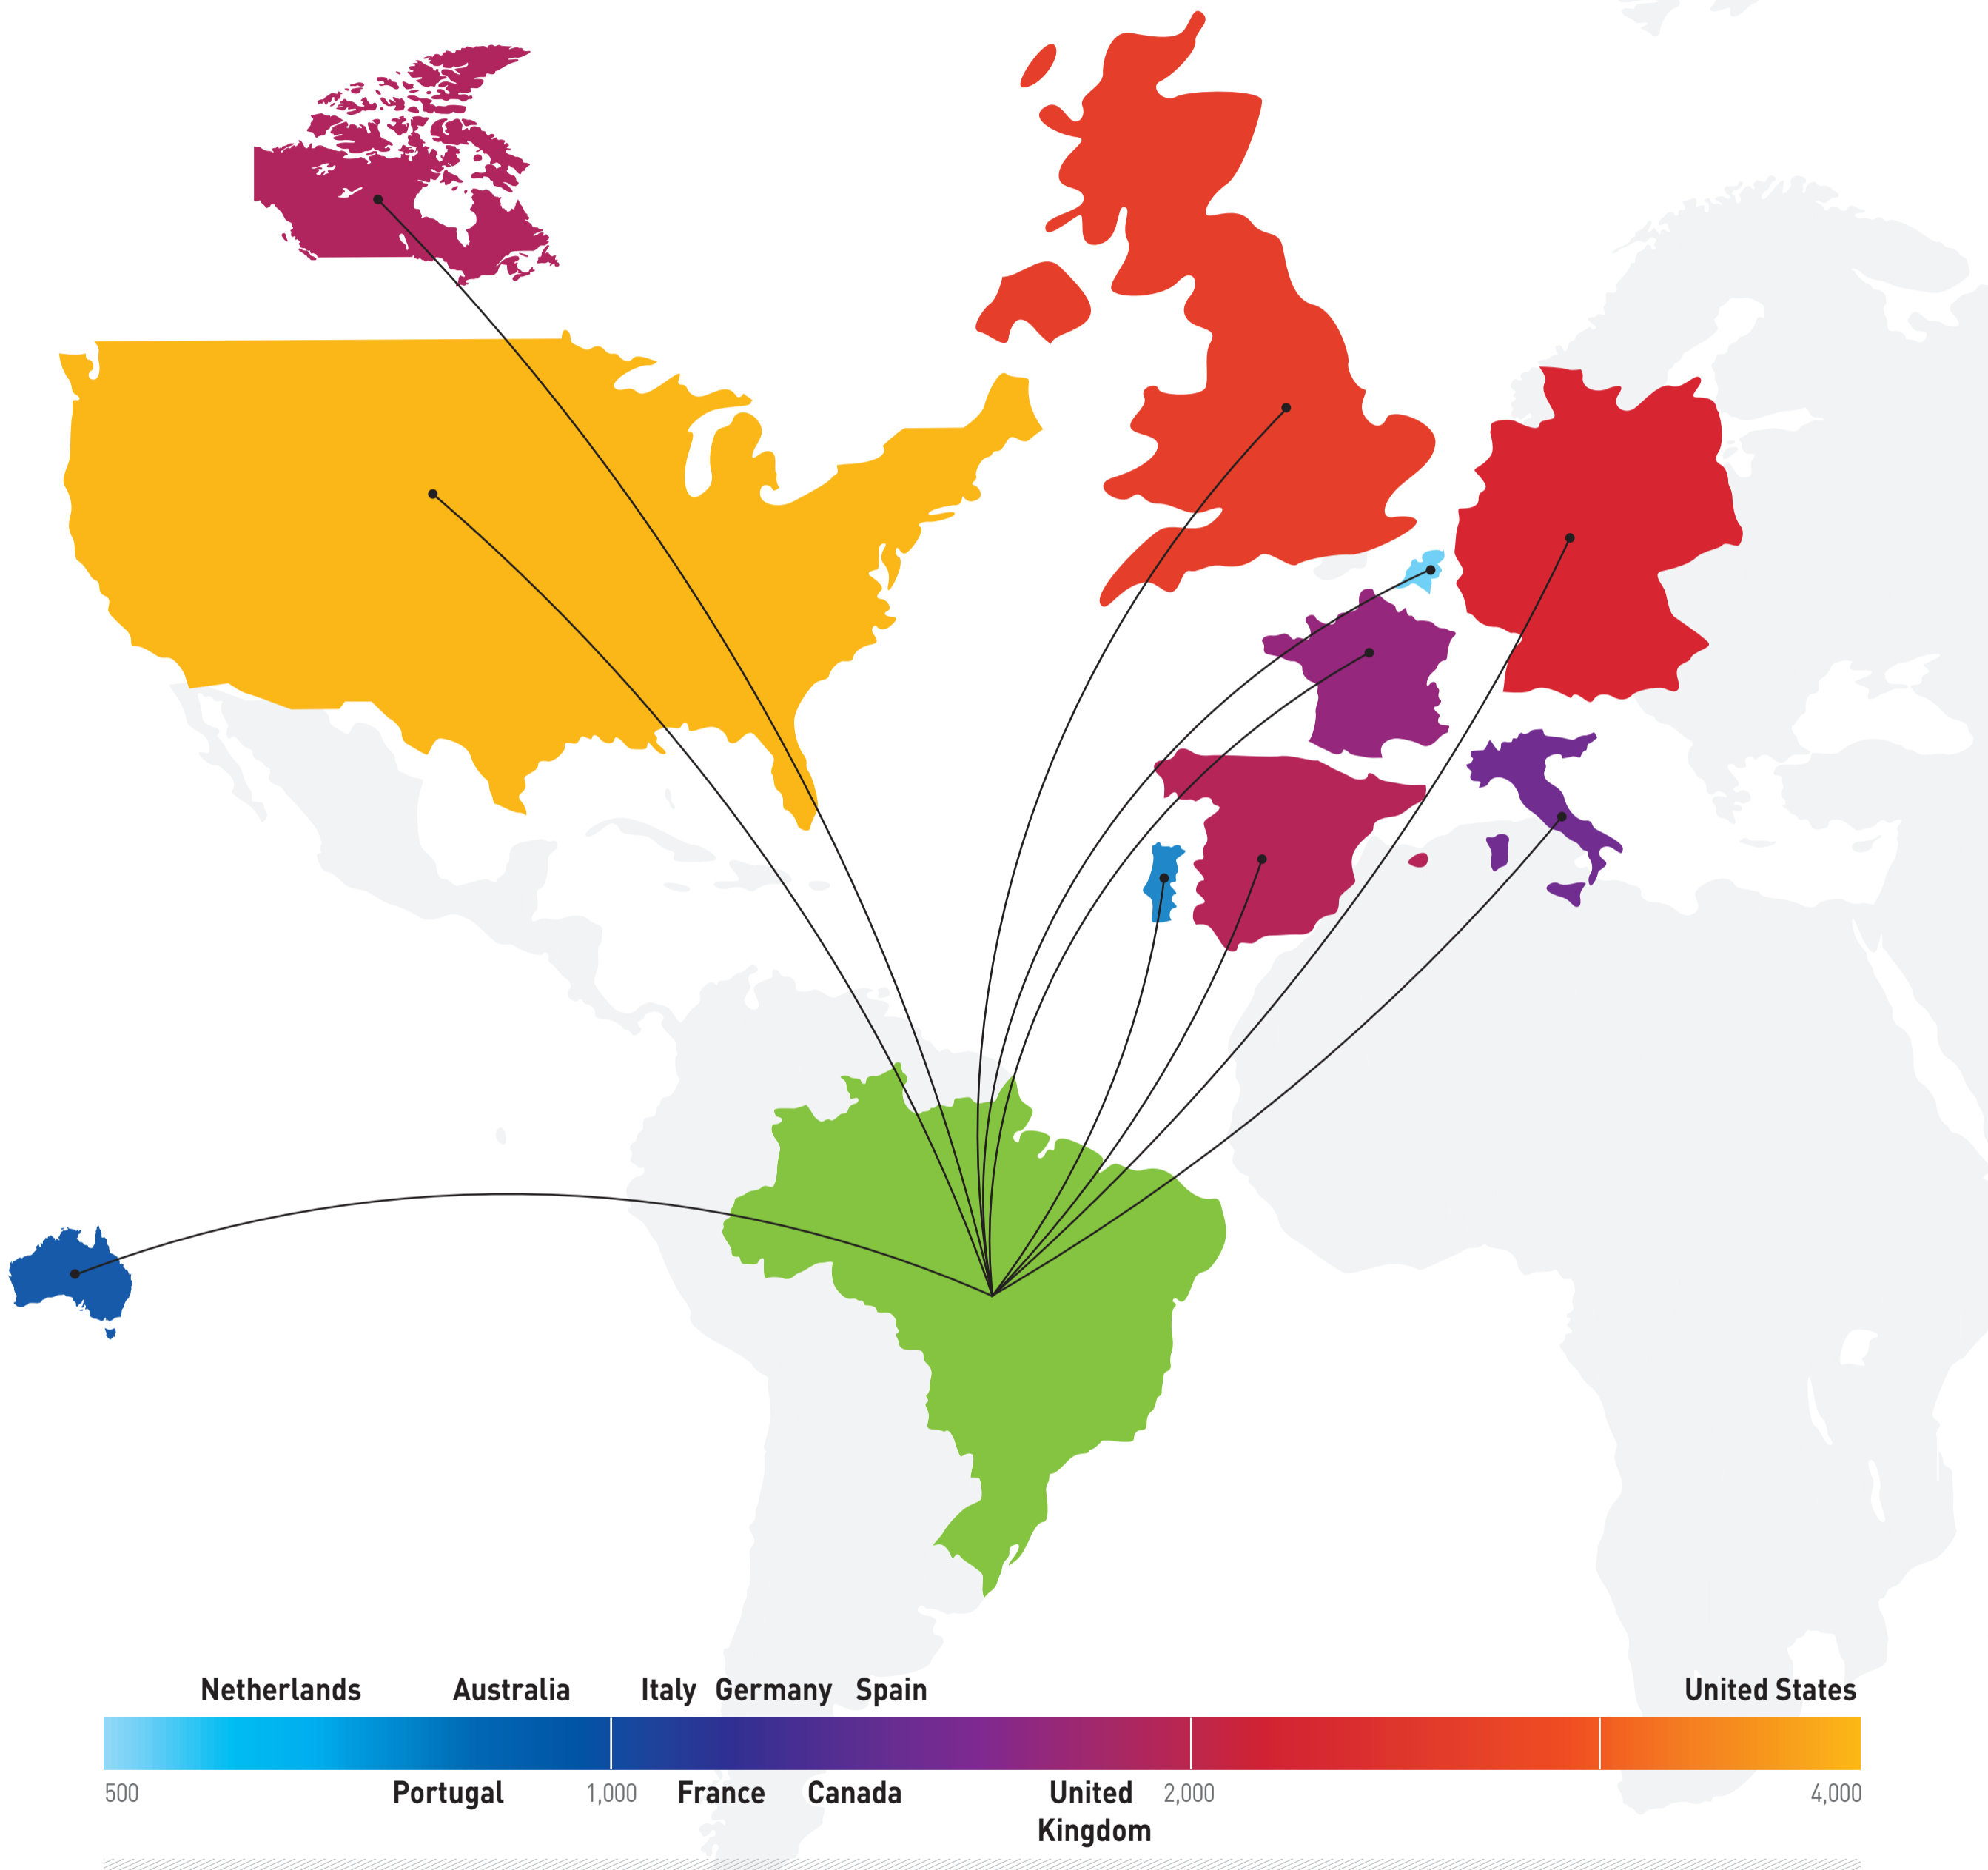 Netherlands Australia Italy Germany Spain United States
500 Portugal 1,000 France Canada United 2,000 4,000
Kingdom